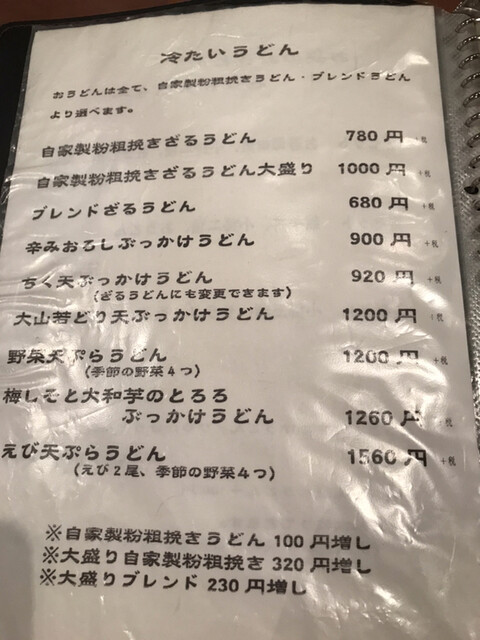 冷たいうどん
おうどんは全て、自家製粉粗挽きうどん・ブレンドうどん
より選べます。
自家製粉粗挽きざるうどん 780円 +税
自家製粉粗挽きざるうどん大盛り 1000円 +税
ブレンドざるうどん 680円 +税
辛みおろしぶっかけうどん 900円 +税
ちく天ぶっかけうどん 920円 +税
(ざるうどんにも変更できます)
大山若どり天ぶっかけうどん 1200円 +税
野菜天ぷらうどん 1200円 +税
(季節の野菜4つ)
梅しそと大和芋のとろろ
ぶっかけうどん 1260円 +税
えび天ぷらうどん 1560円 +税
(えび2尾、季節の野菜4つ)
※自家製粉粗挽きうどん 100円増し
※大盛り自家製粉粗挽き 320円増し
※大盛りブレンド 230円増し